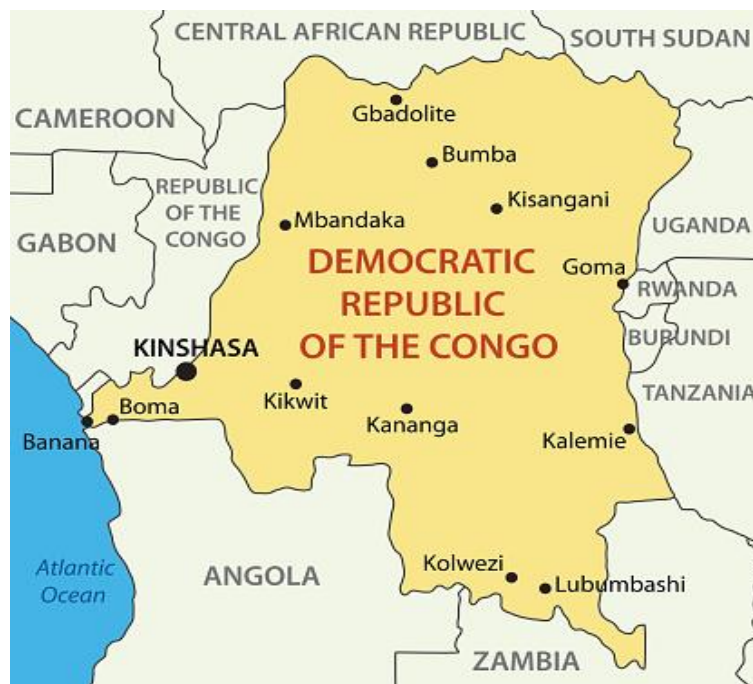 CENTRAL AFRICAN REPUBLIC
SOUTH SUDAN
CAMEROON
Gbadolite
Bumba
REPUBLIC
OF THE
CONGO
Kisangani
Mbandaka
UGANDA
GABON
DEMOCRATIC
REPUBLIC
OF THE CONGO
Goma
RWANDA
BURUNDI
KINSHASA
TANZANIA
Kikwit
Boma
Kananga
Banana
Kalemie
Atlantic
Ocean
ANGOLA
Kolwezi
Lubumbashi
ZAMBIA